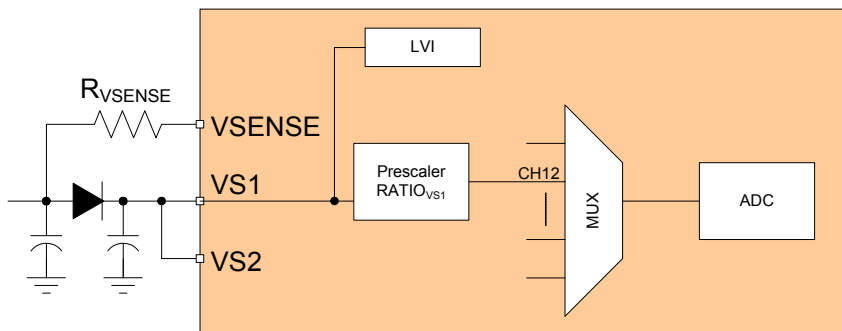 LVI
RVSENSE
VSENSE
VS1
Prescaler
RATIOVS1
CH12
MUX
ADC
VS2